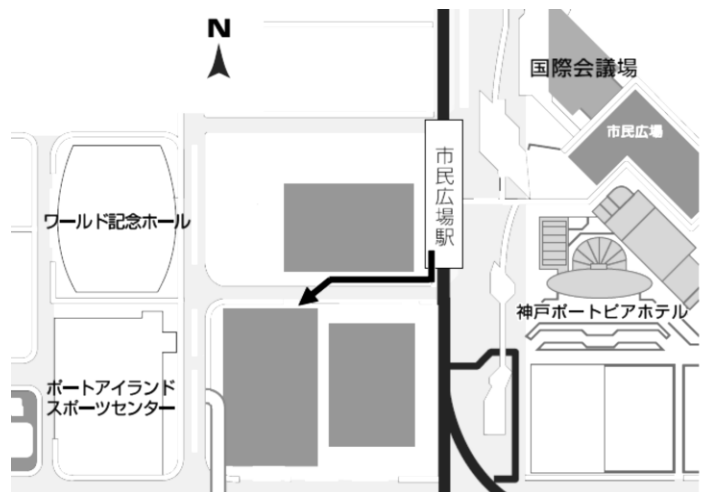 N
国際会議場
市民広場
市民広場駅
ワールド記念ホール
神戸ポートピアホテル
ポートアイランド
スポーツセンター